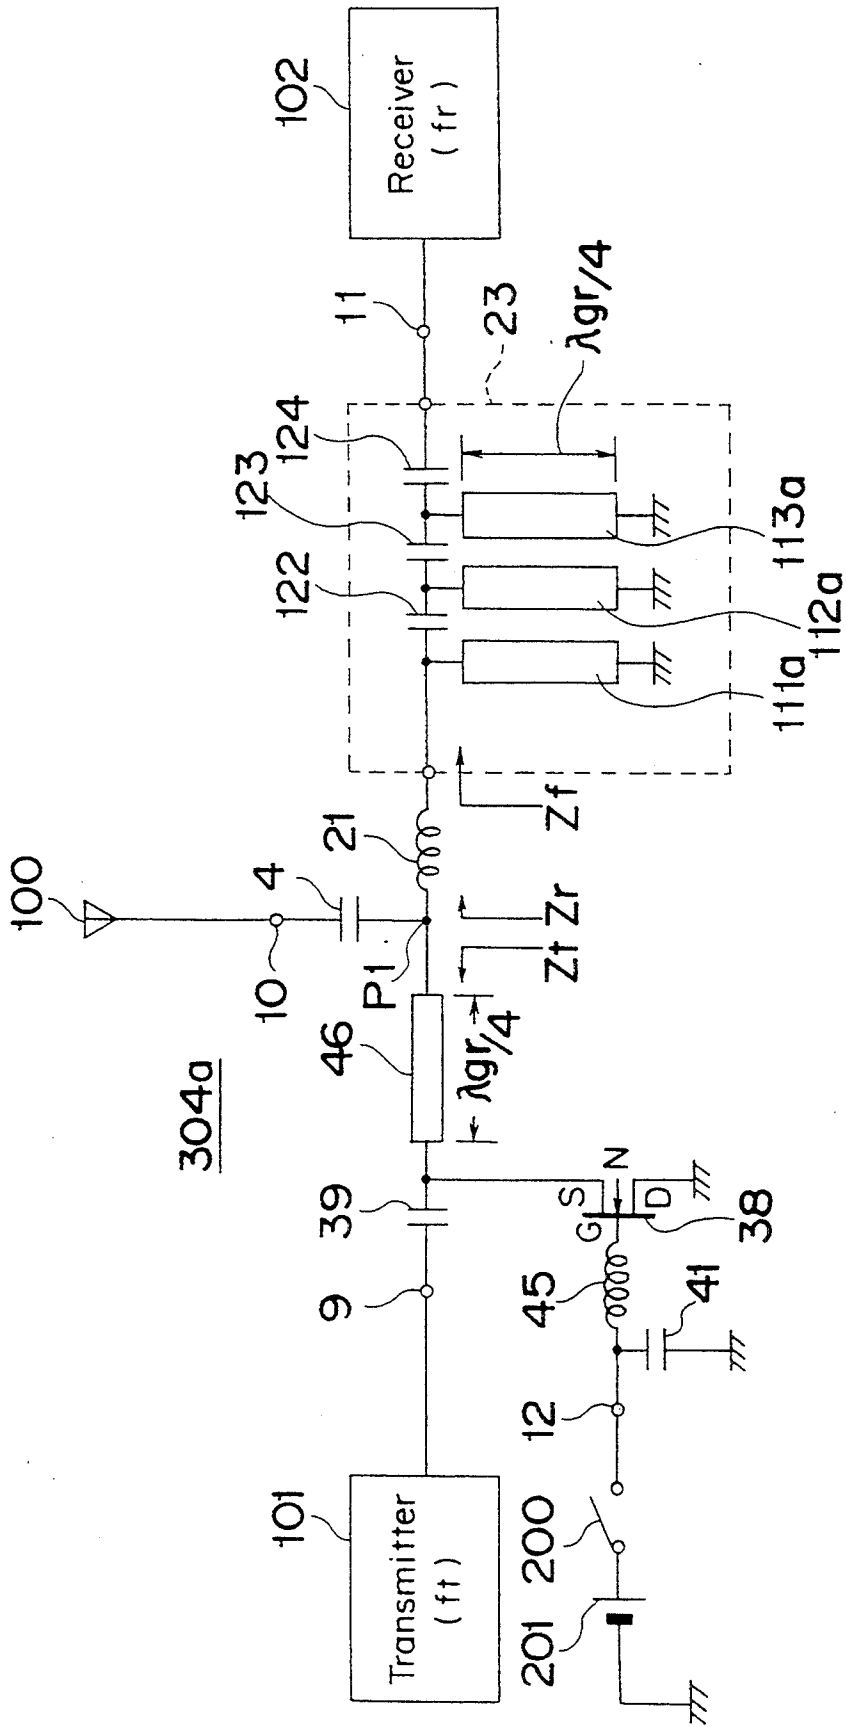 304a
100
10
4
P1
21
46
λgr/4
Zt
Zr
Zf
39
9
101
Transmitter
(ft)
S
G
N
D
38
45
41
12
200
201
122
123
124
11
102
Receiver
(fr)
23
λgr/4
111a
112a
113a